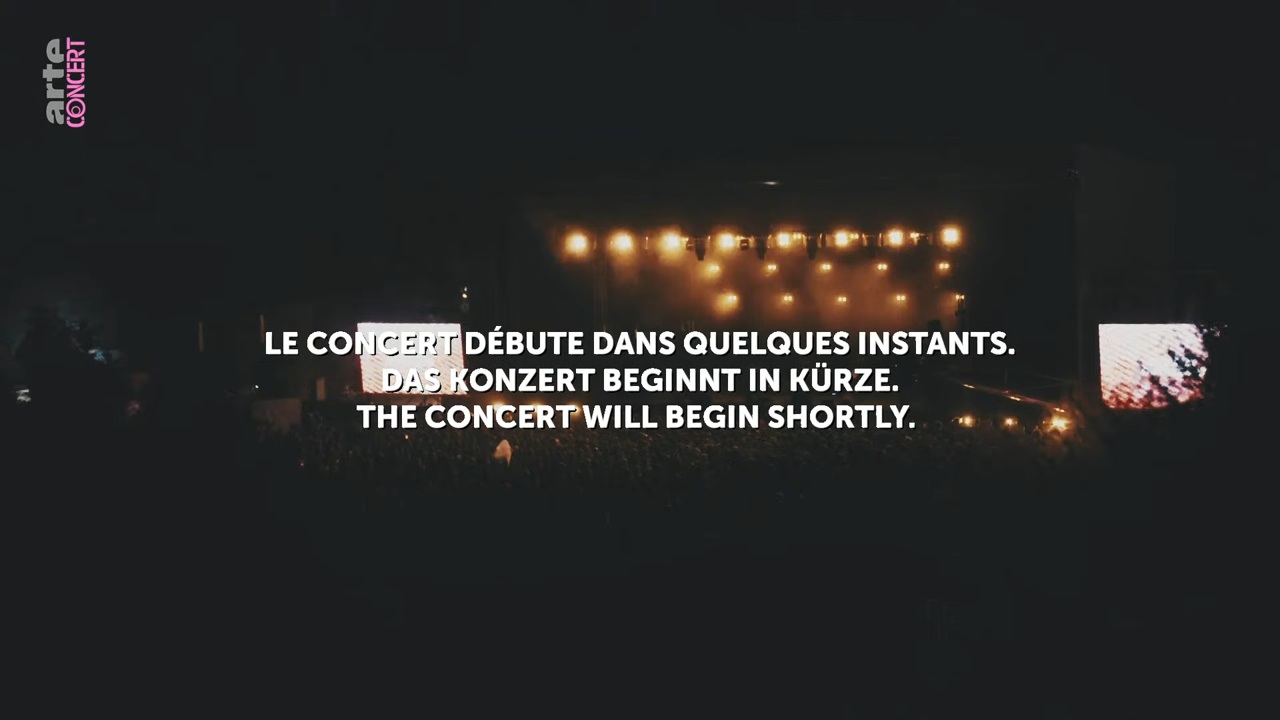 arte
CONCERT
LE CONCERT DÉBUTE DANS QUELQUES INSTANTS.
DAS KONZERT BEGINNT IN KÜRZE.
THE CONCERT WILL BEGIN SHORTLY.